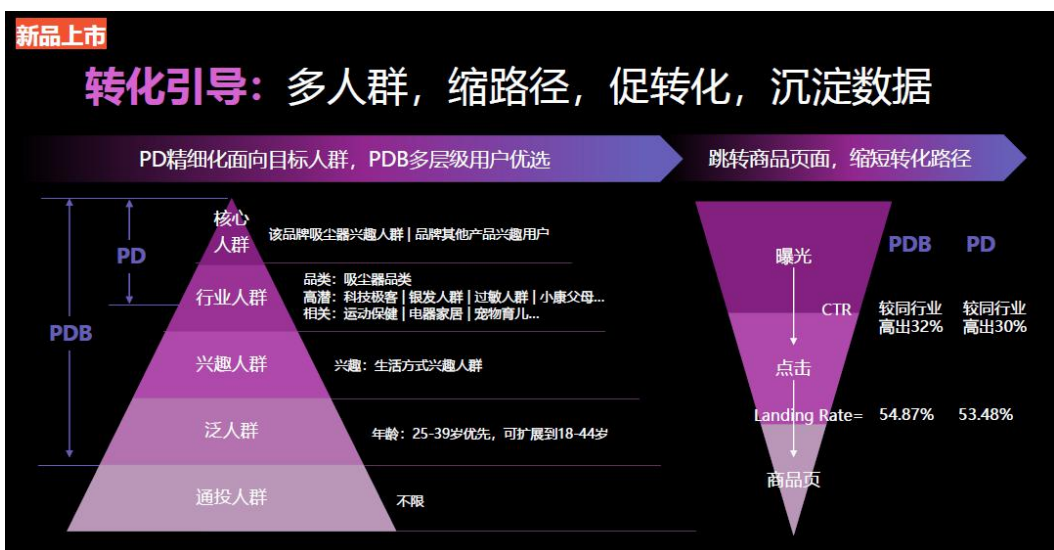 新品上市
转化引导：多人群，缩路径，促转化，沉淀数据
PD精细化面向目标人群，PDB多层级用户优选
跳转商品页面，缩短转化路径
PD
PDB
核心
人群
该品牌吸尘器兴趣人群 | 品牌其他产品兴趣用户
行业人群
品类：吸尘器品类
高潜：科技极客 | 银发人群 | 过敏人群 | 小康父母...
相关：运动保健 | 电器家居 | 宠物育儿...
兴趣人群
兴趣：生活方式兴趣人群
泛人群
年龄：25-39岁优先，可扩展到18-44岁
通投人群
不限
PDB
PD
曝光
CTR
较同行业
高出32%
较同行业
高出30%
点击
Landing Rate=
54.87%
53.48%
商品页